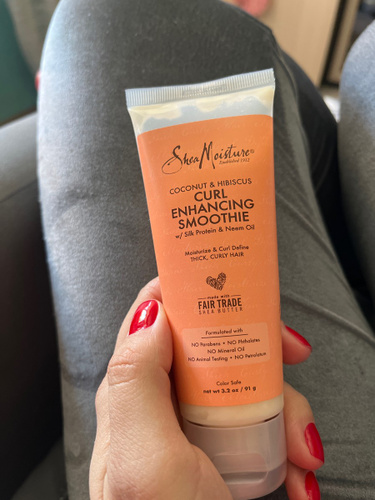 SheaMoisture®
Established 1912
COCONUT & HIBISCUS
CURL
ENHANCING
SMOOTHIE
w/ Silk Protein & Neem Oil
Moisturize & Curl Define
THICK, CURLY HAIR
MADE WITH
FAIR TRADE
SHEA BUTTER
Formulated with
NO Parabens • NO Phthalates
NO Mineral Oil
NO Animal Testing • NO Petrolatum
Color Safe
net wt 3.2 oz / 91 g